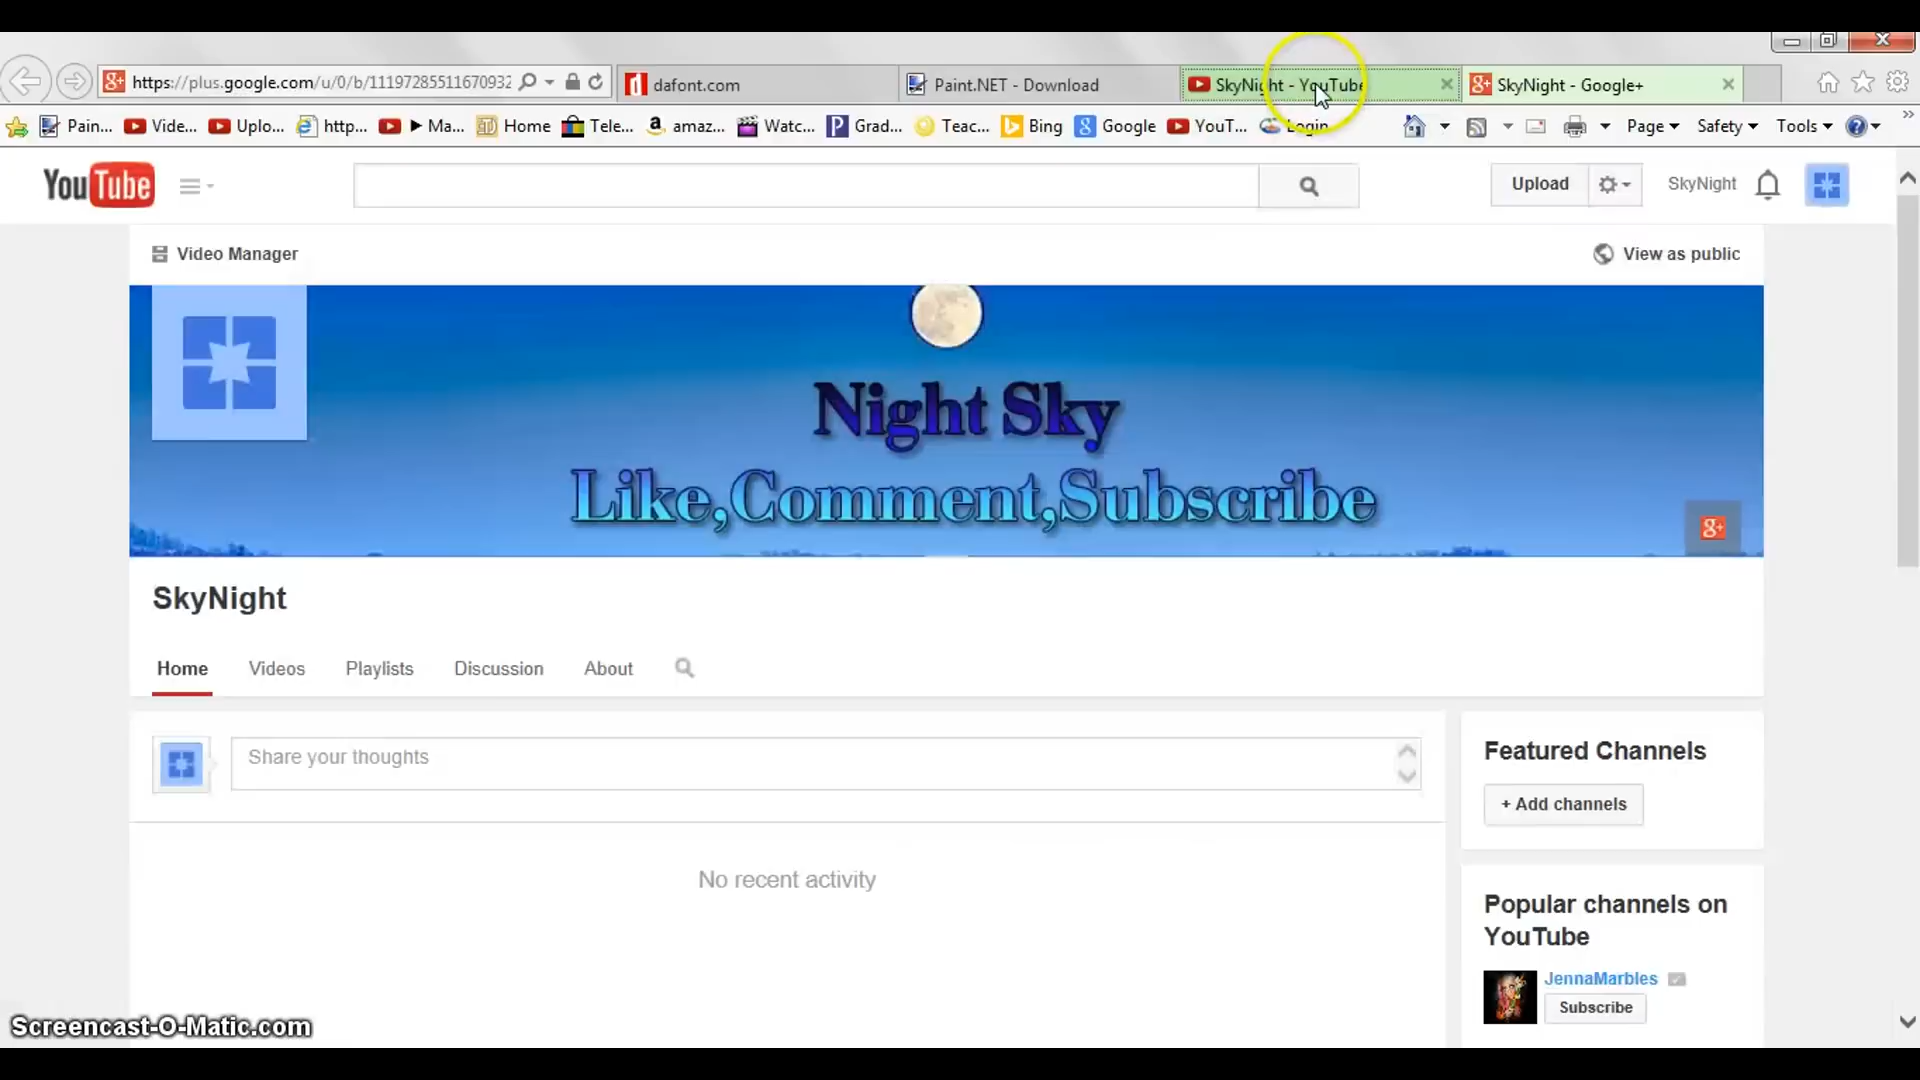 https://plus.google.com/u/0/b/11197285511670932
dafont.com
Paint.NET - Download
SkyNight - YouTube
SkyNight - Google+
Pain...
Vide...
Uplo...
http...
Ma...
Home
Tele...
amaz...
Watc...
Grad...
Teac...
Bing
Google
YouT...
Login
Page
Safety
Tools
YouTube
Upload
SkyNight
Video Manager
View as public
Night Sky
Like,Comment,Subscribe
g+
SkyNight
Home
Videos
Playlists
Discussion
About
Share your thoughts
No recent activity
Featured Channels
+ Add channels
Popular channels on
YouTube
JennaMarbles
Subscribe
Screencast-O-Matic.com